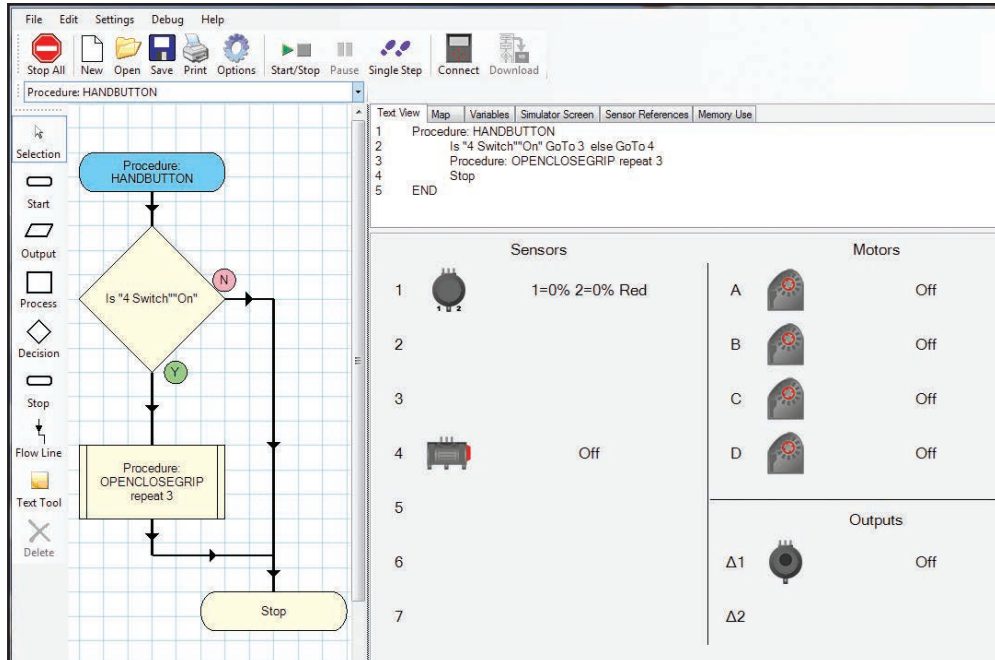 File Edit Settings Debug Help
Stop All New Open Save Print Options Start/Stop Pause Single Step Connect Download
Procedure: HANDBUTTON
Selection
Start
Output
Process
Decision
Stop
Flow Line
Text Tool
Delete
Procedure:
HANDBUTTON
Is "4 Switch""On"
N
Y
Procedure:
OPENCLOSEGRIP
repeat 3
Stop
Text View Map Variables Simulator Screen Sensor References Memory Use
1 Procedure: HANDBUTTON
2 Is "4 Switch""On" GoTo 3 else GoTo 4
3 Procedure: OPENCLOSEGRIP repeat 3
4 Stop
5 END
Sensors
1 1 2 1=0% 2=0% Red
2
3
4 Off
5
6
7
Motors
A Off
B Off
C Off
D Off
Outputs
Δ1 Off
Δ2